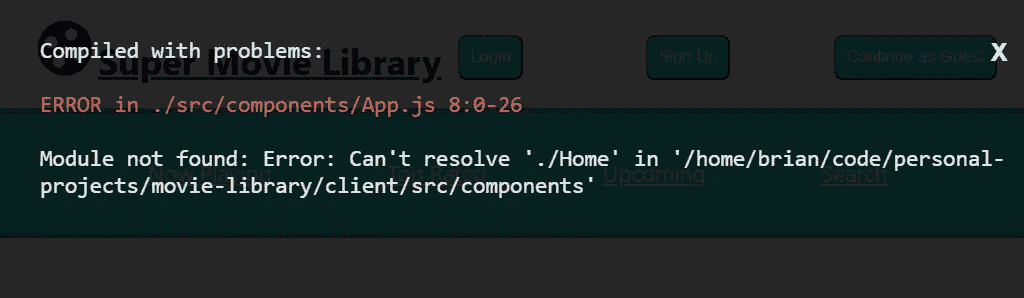 Compiled with problems:
X
Super Movie Library
Login
Sign Up
Continue as Guest
ERROR in ./src/components/App.js 8:0-26
Module not found: Error: Can't resolve './Home' in '/home/brian/code/personal-
projects/movie-library/client/src/components'
Now Playing
Top Rated
Upcoming
Search